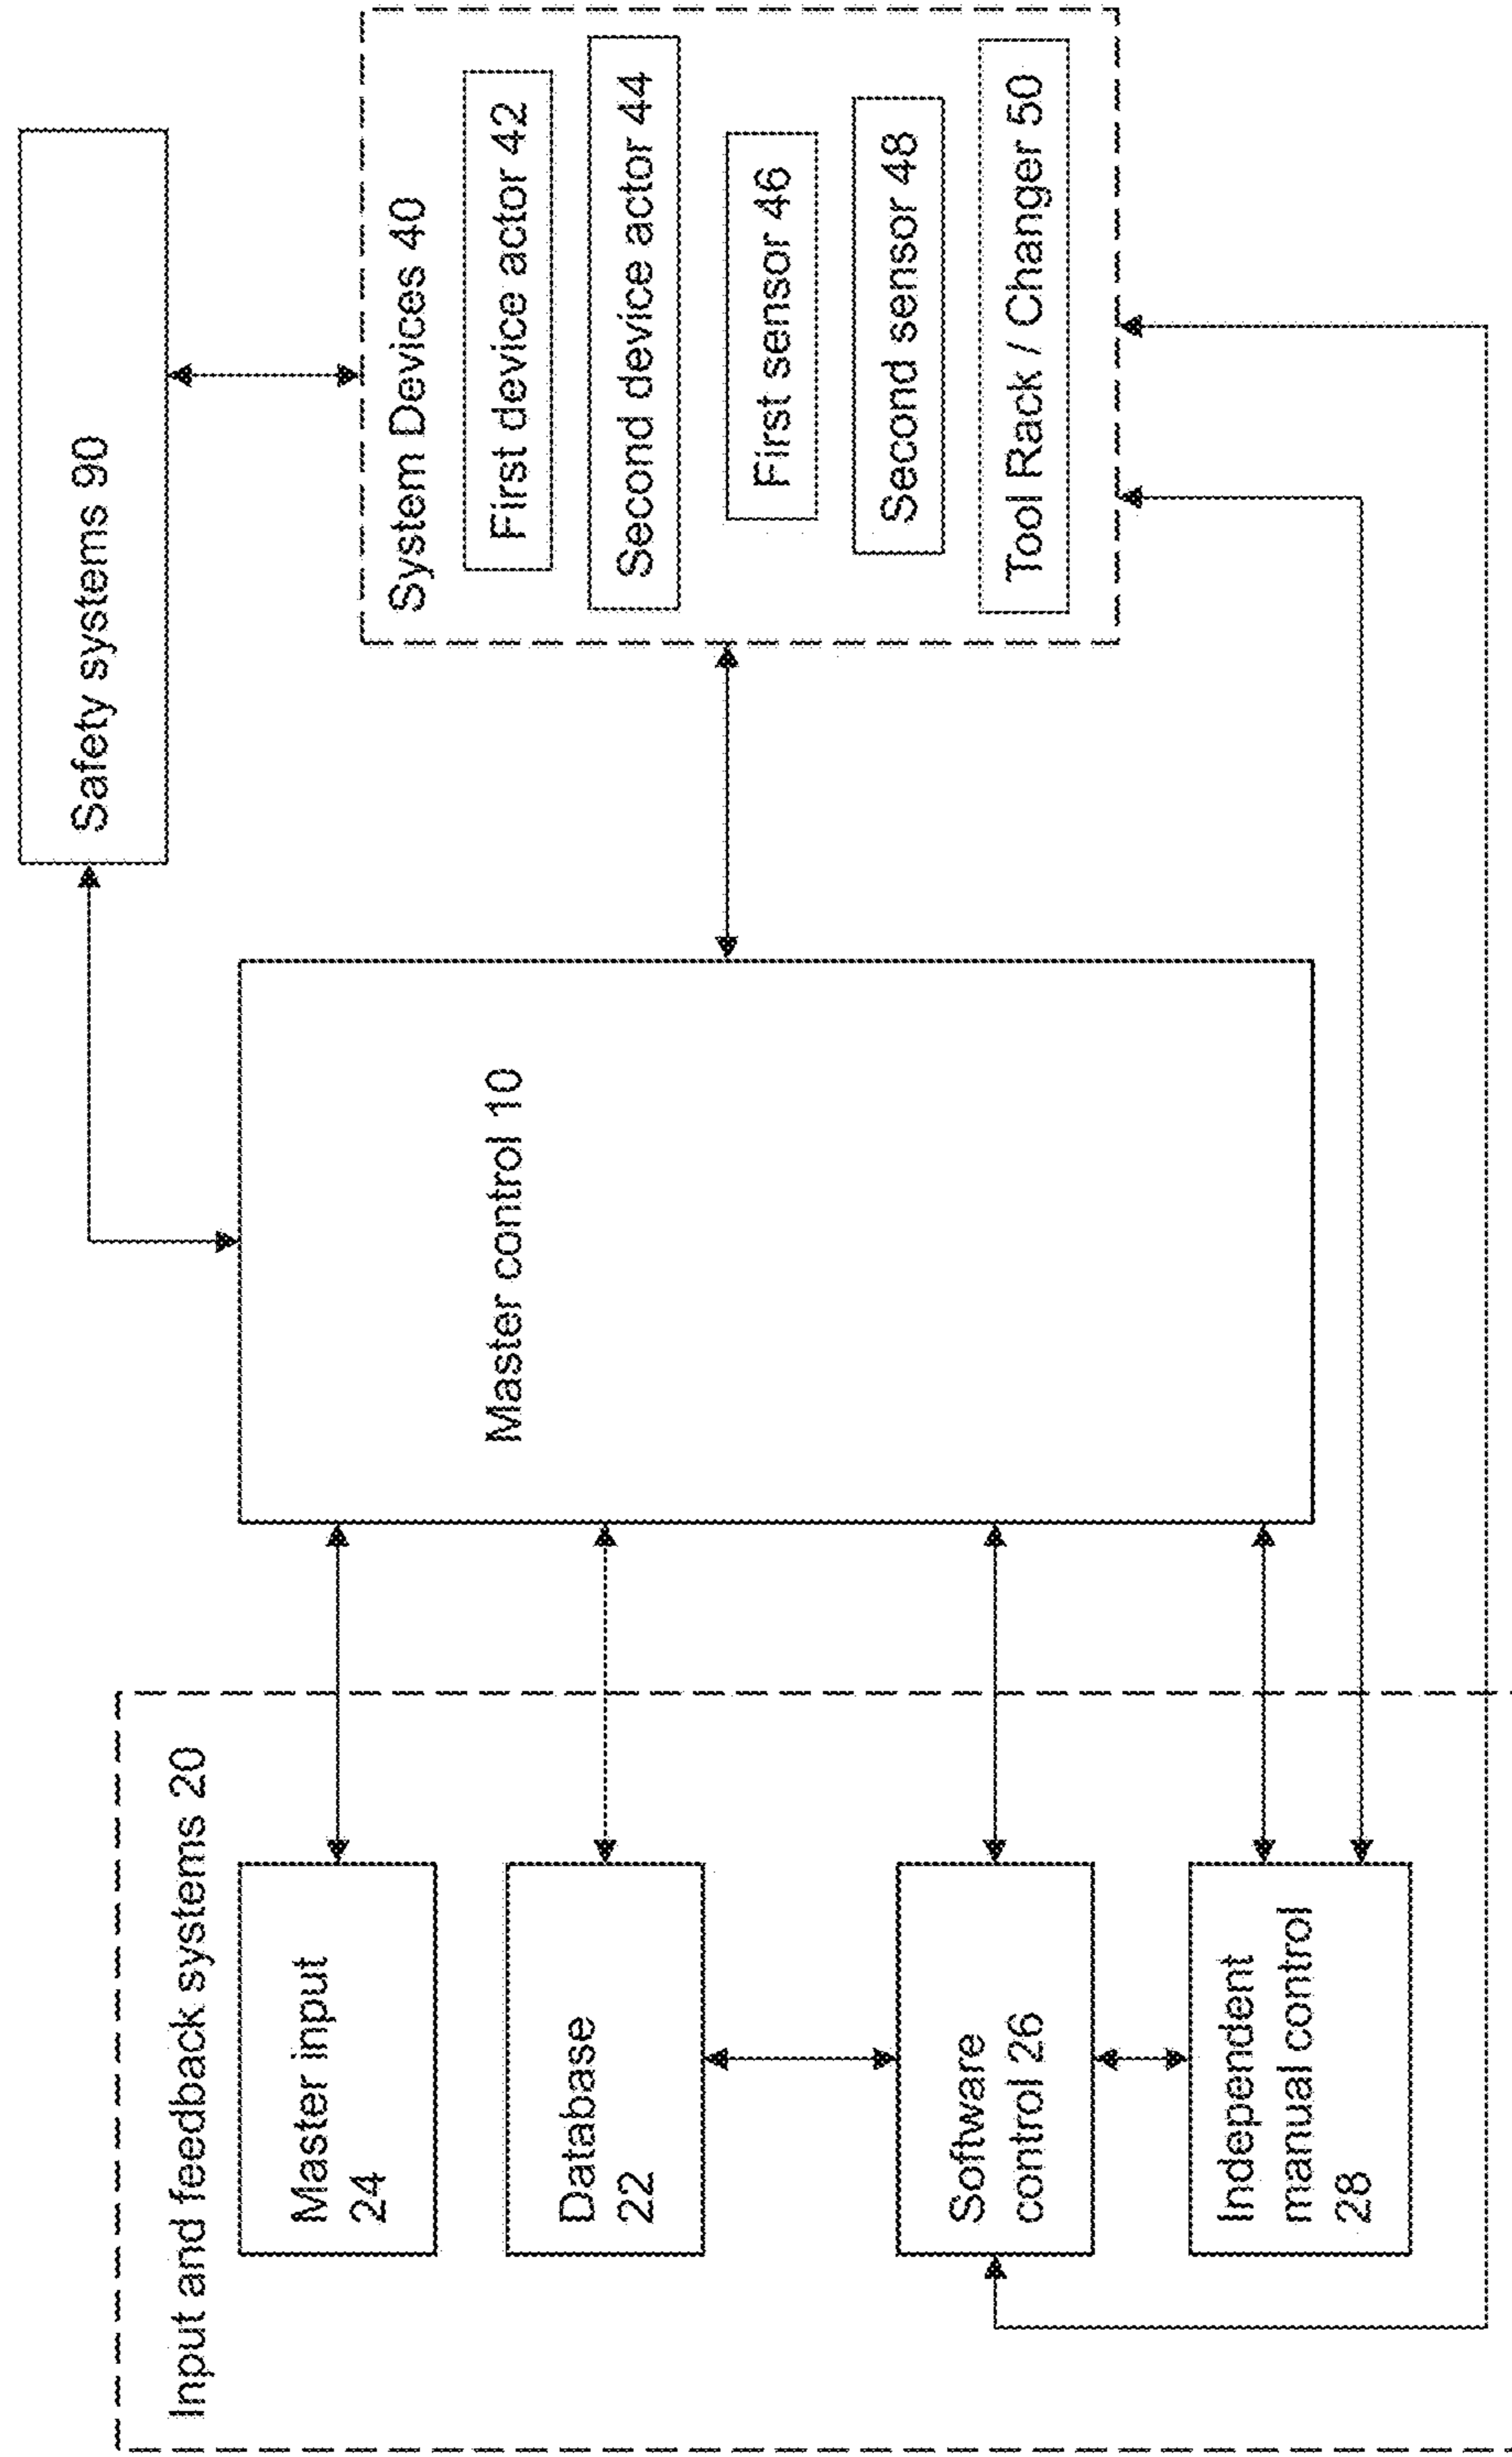 Input and feedback systems 20
Master input
24
Database
22
Software
control 26
Independent
manual control
28
Master control 10
Safety systems 90
System Devices 40
First device actor 42
Second device actor 44
First sensor 46
Second sensor 48
Tool Rack / Changer 50